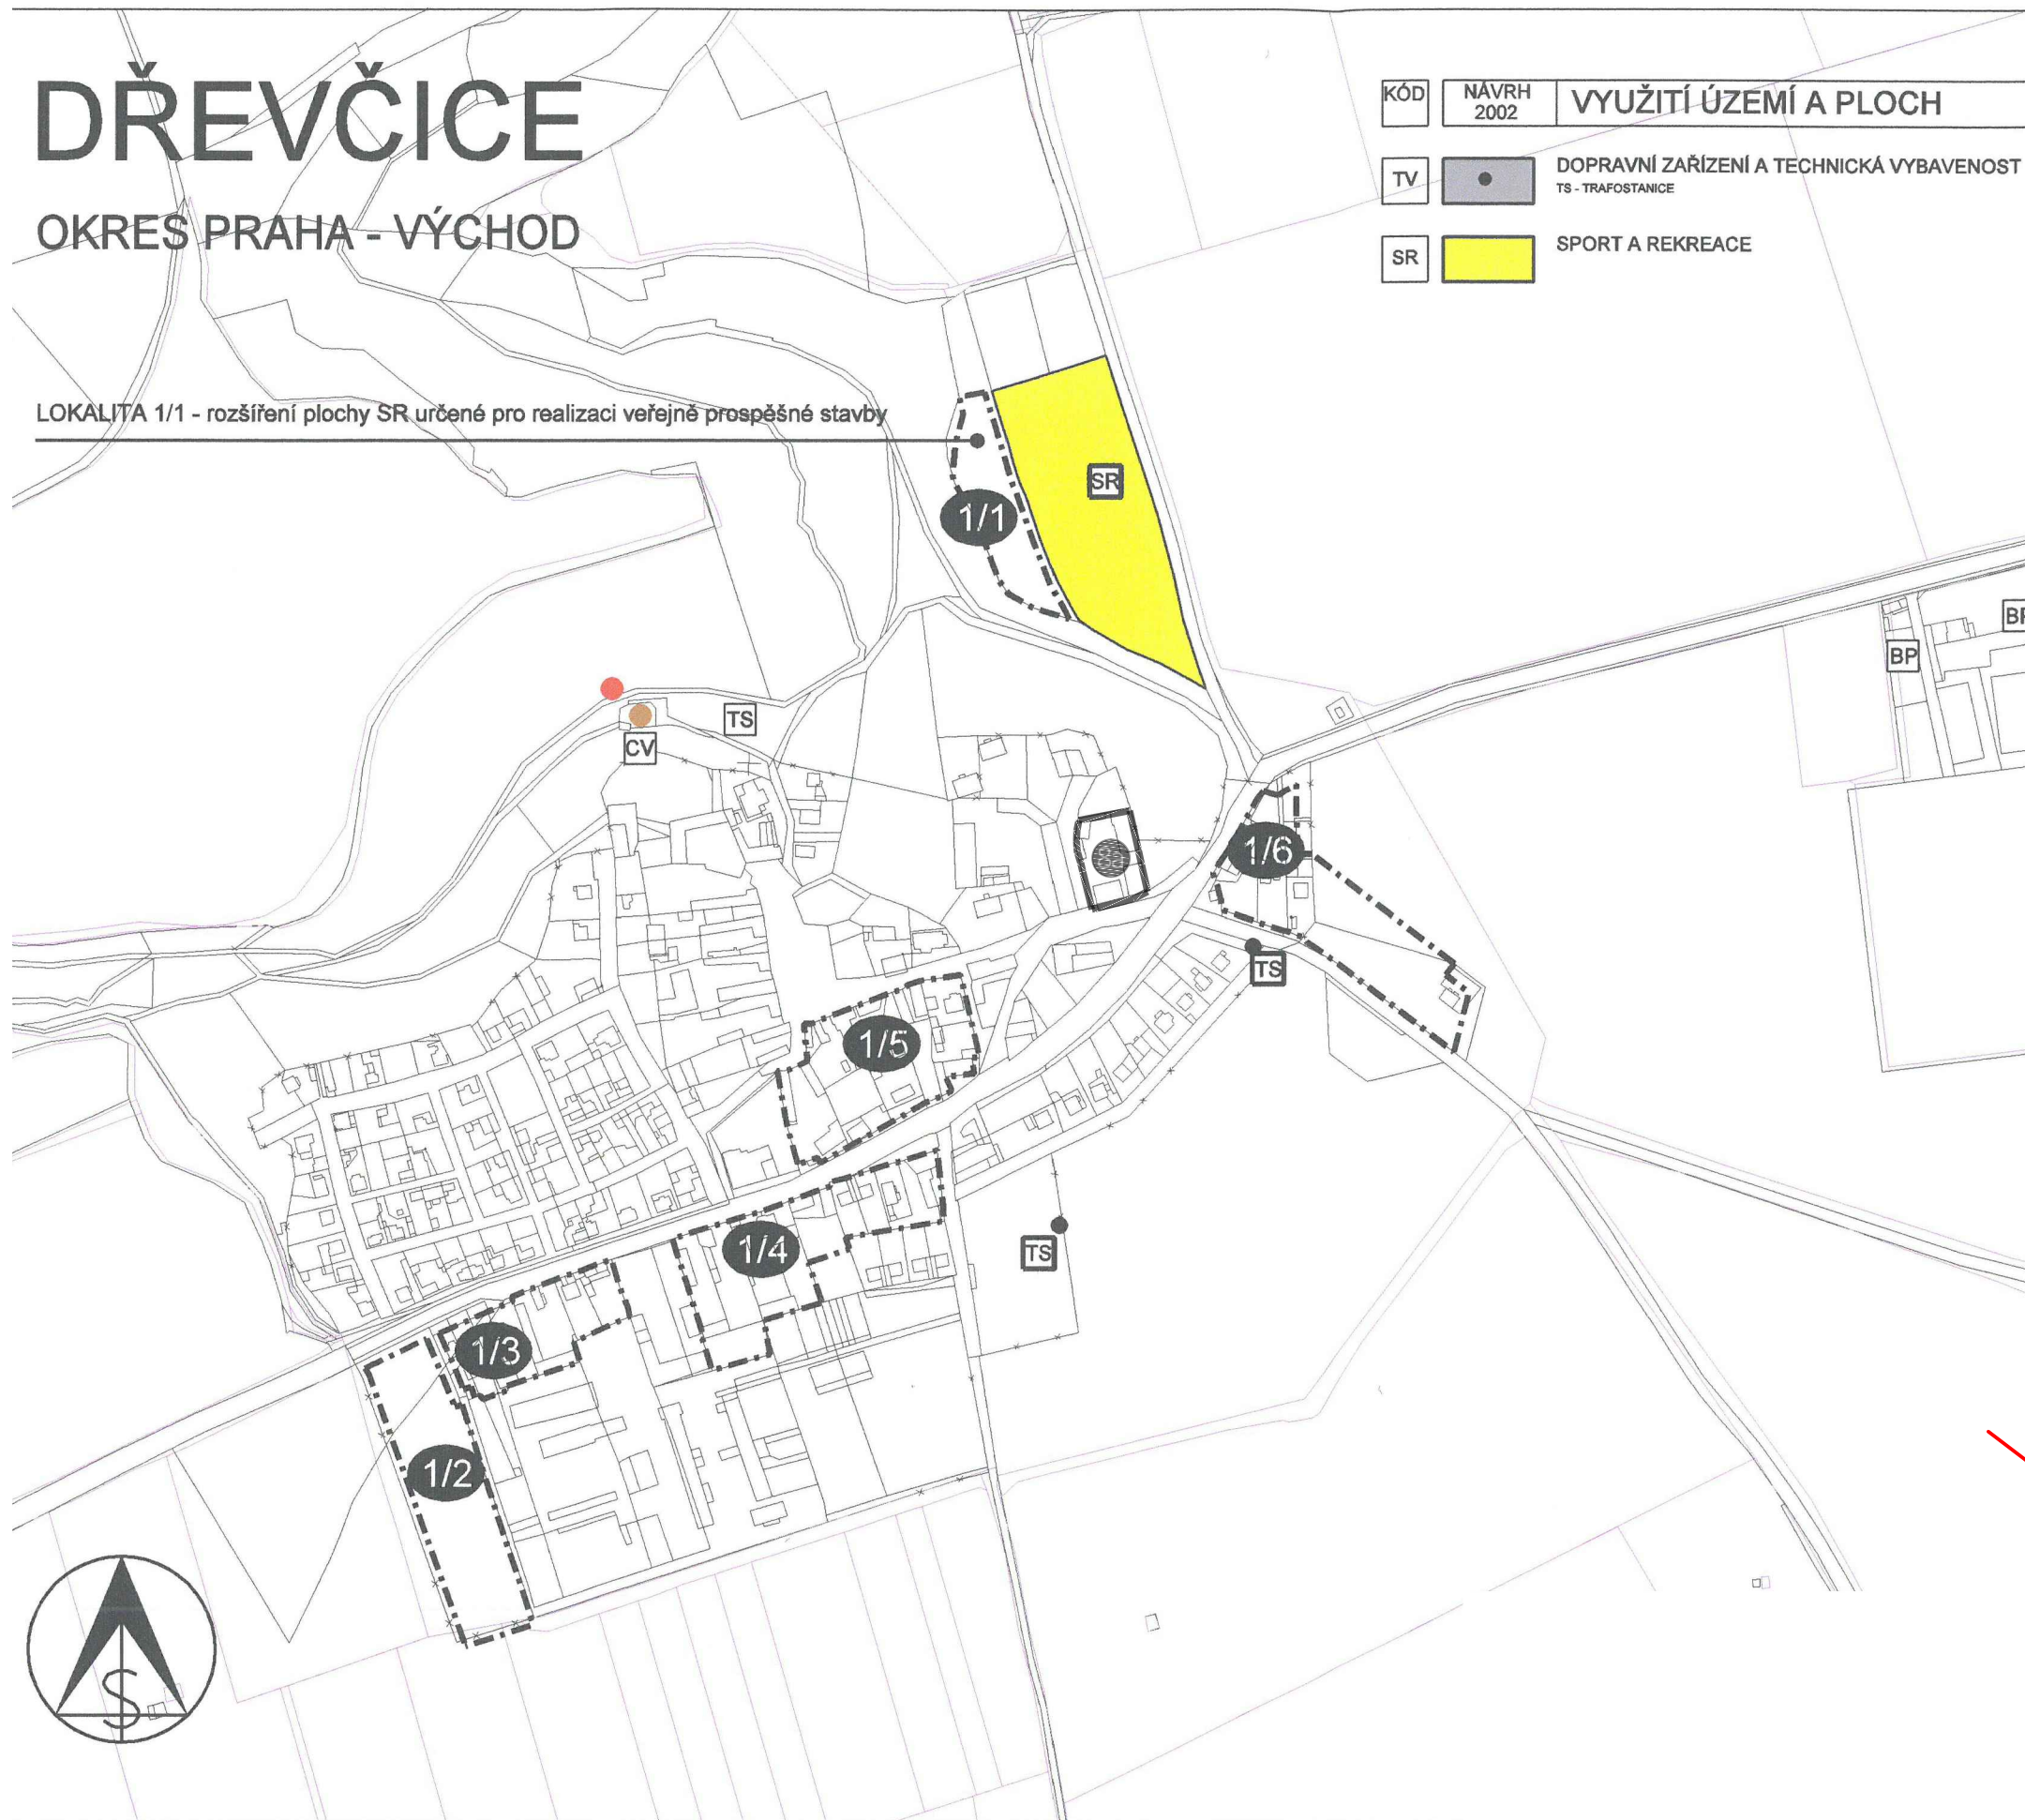 DŘEVČICE
OKRES PRAHA - VÝCHOD
KÓD
NÁVRH
2002
VYUŽITÍ ÚZEMÍ A PLOCH
TV
DOPRAVNÍ ZAŘÍZENÍ A TECHNICKÁ VYBAVENOST
TS - TRAFOSTANICE
SR
SPORT A REKREACE
LOKALITA 1/1 - rozšíření plochy SR určené pro realizaci veřejně prospěšné stavby
SR
1/1
BP
TS
CV
1/6
TS
1/5
1/4
TS
1/3
1/2
S